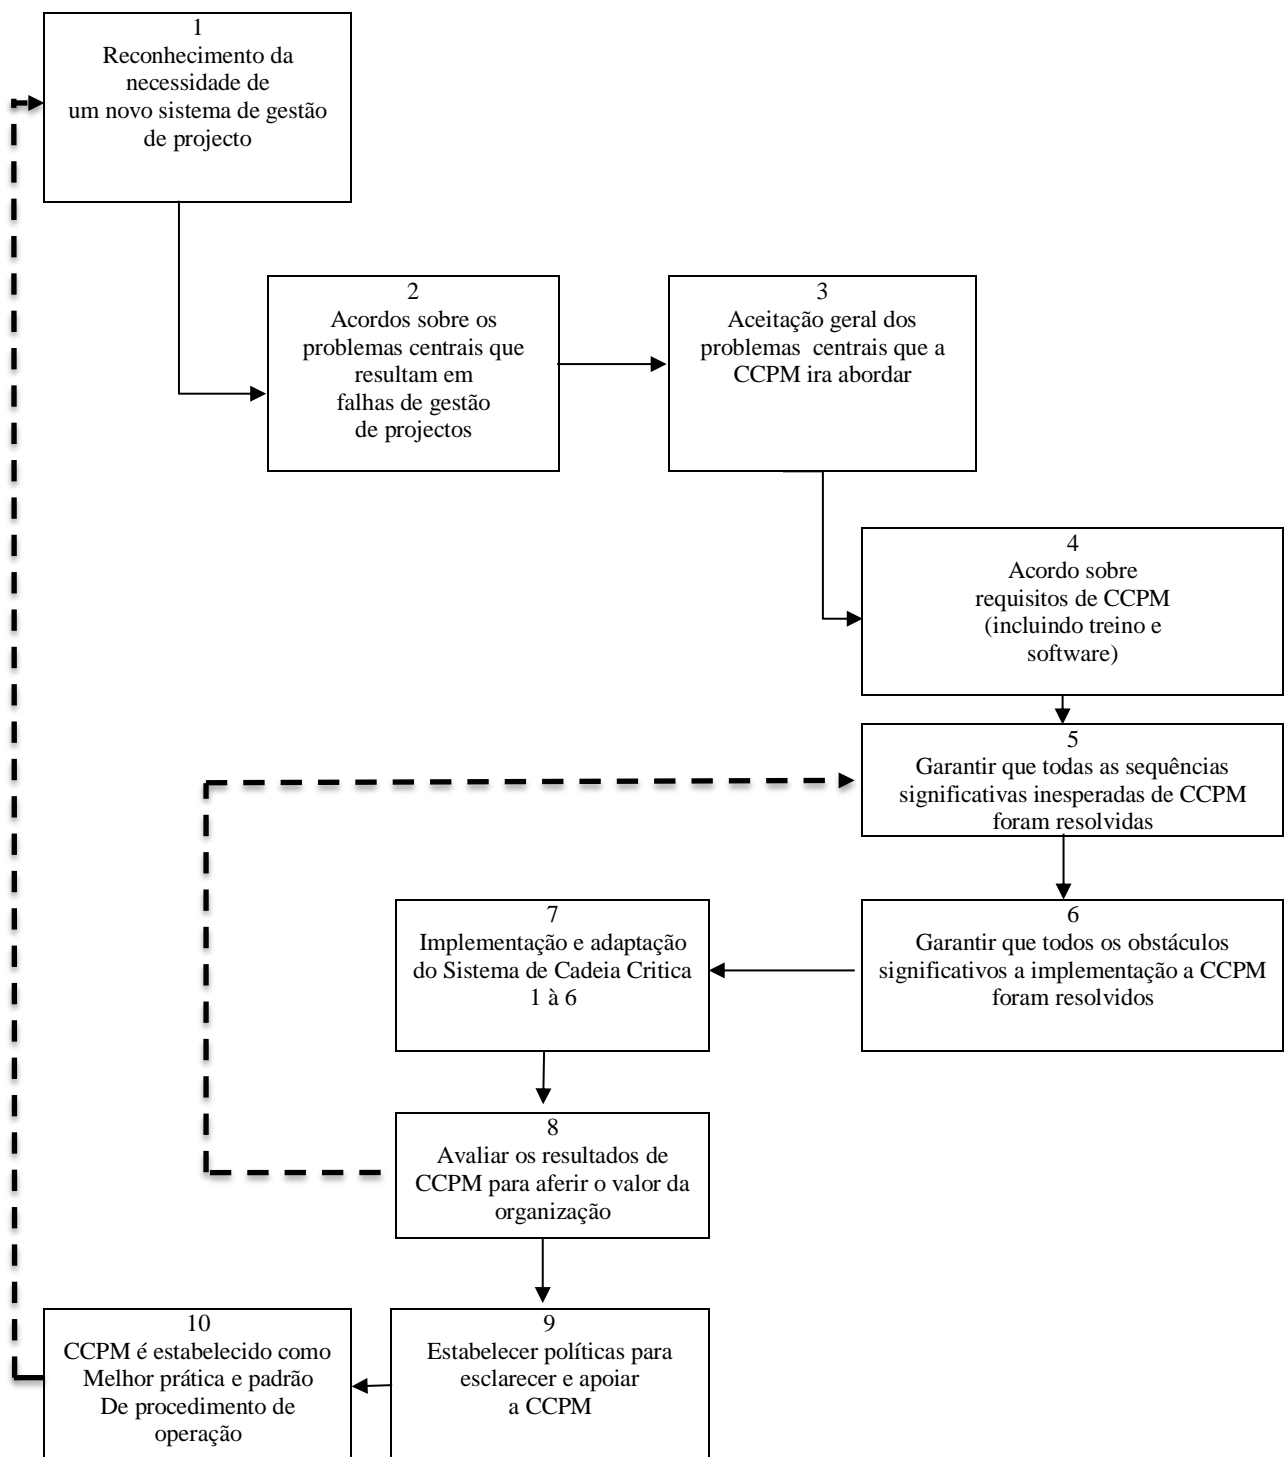 1
Reconhecimento da
necessidade de
um novo sistema de gestão
de projecto
2
Acordos sobre os
problemas centrais que
resultam em
falhas de gestão
de projectos
3
Aceitação geral dos
problemas centrais que a
CCPM ira abordar
4
Acordo sobre
requisitos de CCPM
(incluindo treino e
software)
5
Garantir que todas as sequências
significativas inesperadas de CCPM
foram resolvidas
6
Garantir que todos os obstáculos
significativos a implementação a CCPM
foram resolvidos
7
Implementação e adaptação
do Sistema de Cadeia Critica
1 à 6
8
Avaliar os resultados de
CCPM para aferir o valor da
organização
9
Estabelecer políticas para
esclarecer e apoiar
a CCPM
10
CCPM é estabelecido como
Melhor prática e padrão
De procedimento de
operação